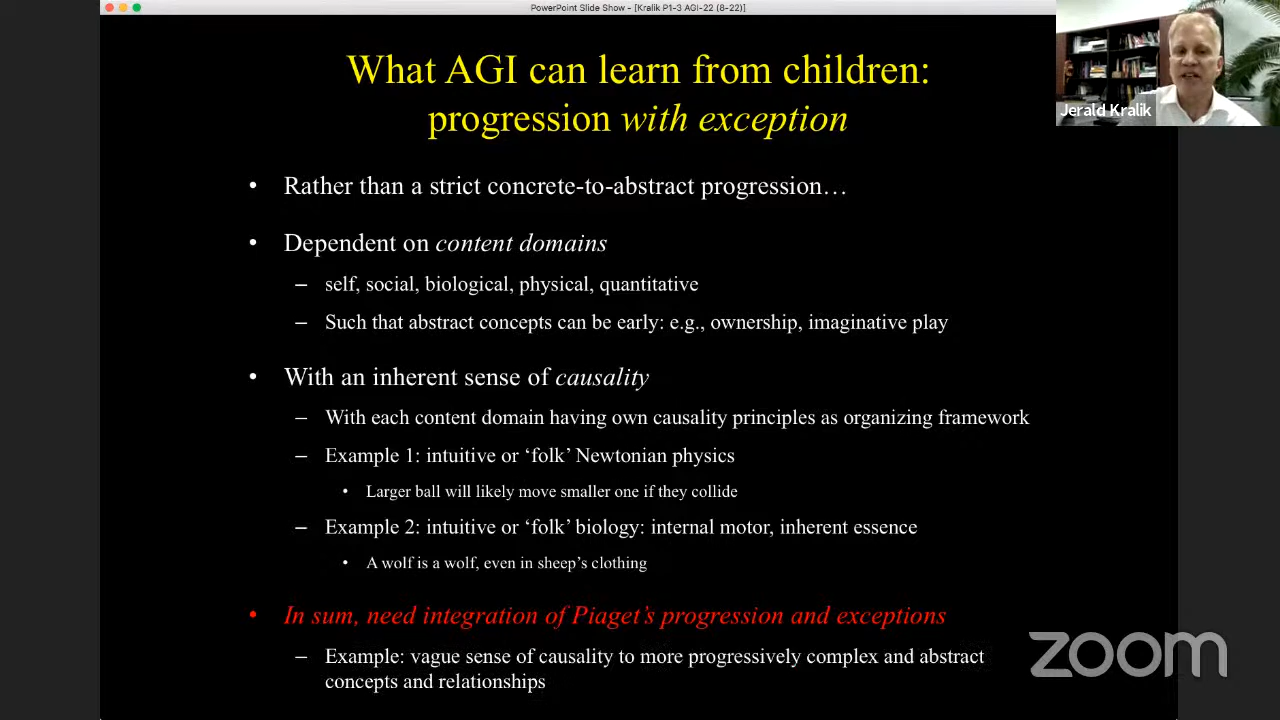 PowerPoint Slide Show - [Kralik P1-3 AGI-22 (8-22)]
What AGI can learn from children:
progression with exception
Jerald Kralik
• Rather than a strict concrete-to-abstract progression…
• Dependent on content domains
– self, social, biological, physical, quantitative
– Such that abstract concepts can be early: e.g., ownership, imaginative play
• With an inherent sense of causality
– With each content domain having own causality principles as organizing framework
– Example 1: intuitive or ‘folk’ Newtonian physics
• Larger ball will likely move smaller one if they collide
– Example 2: intuitive or ‘folk’ biology: internal motor, inherent essence
• A wolf is a wolf, even in sheep’s clothing
• In sum, need integration of Piaget’s progression and exceptions
– Example: vague sense of causality to more progressively complex and abstract
concepts and relationships
zoom